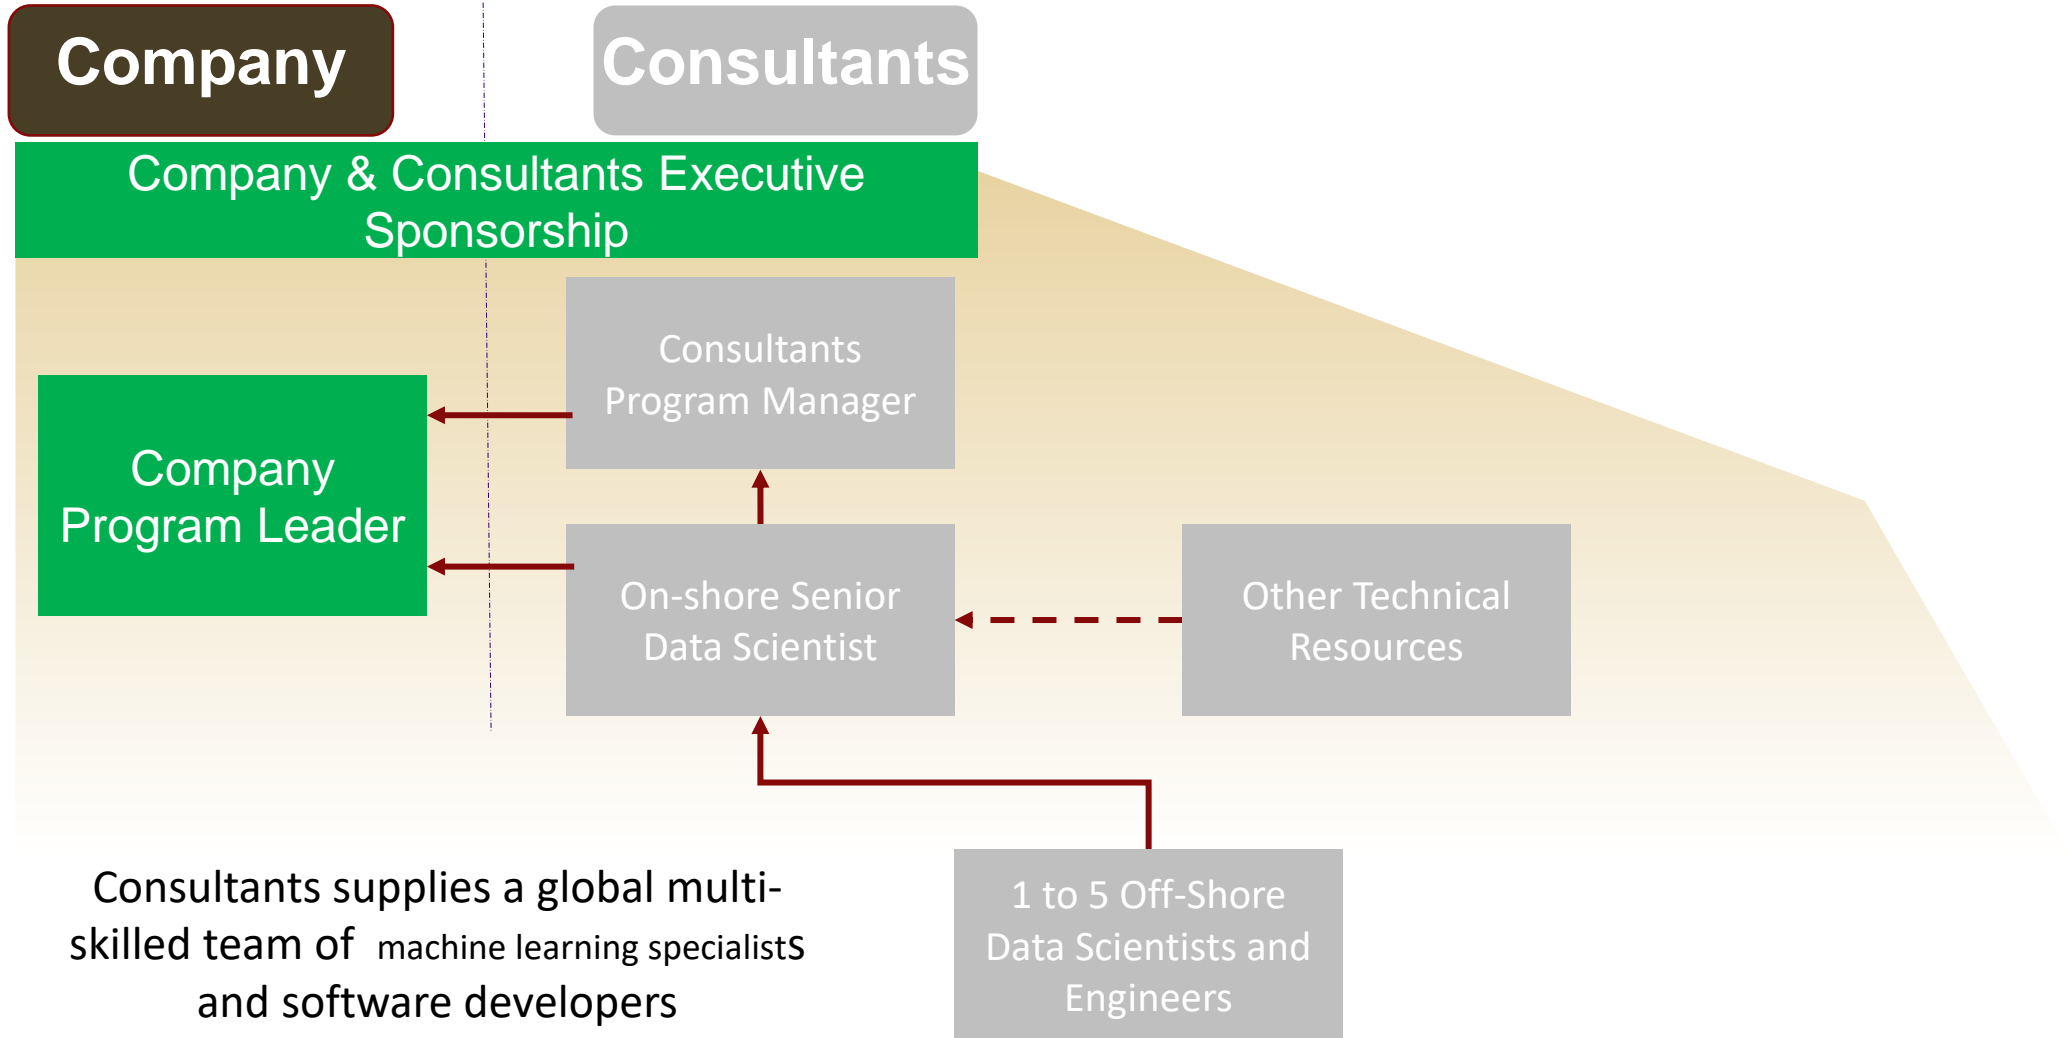 Company
Consultants
Company & Consultants Executive
Sponsorship
Consultants
Program Manager
Company
Program Leader
On-shore Senior
Data Scientist
Other Technical
Resources
Consultants supplies a global multi-
skilled team of machine learning specialists
and software developers
1 to 5 Off-Shore
Data Scientists and
Engineers